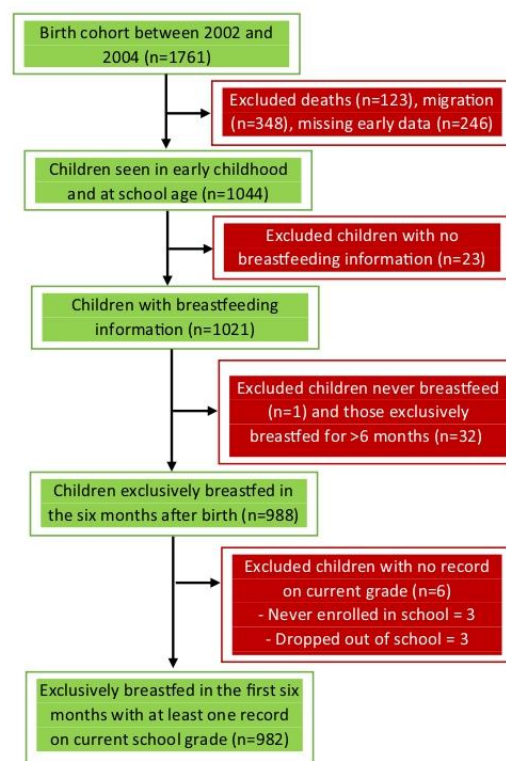 Birth cohort between 2002 and
2004 (n=1761)
Excluded deaths (n=123), migration
(n=348), missing early data (n=246)
Children seen in early childhood
and at school age (n=1044)
Excluded children with no
breastfeeding information (n=23)
Children with breastfeeding
information (n=1021)
Excluded children never breastfeed
(n=1) and those exclusively
breastfed for >6 months (n=32)
Children exclusively breastfed in
the six months after birth (n=988)
Excluded children with no record
on current grade (n=6)
- Never enrolled in school = 3
- Dropped out of school = 3
Exclusively breastfed in the first six
months with at least one record
on current school grade (n=982)